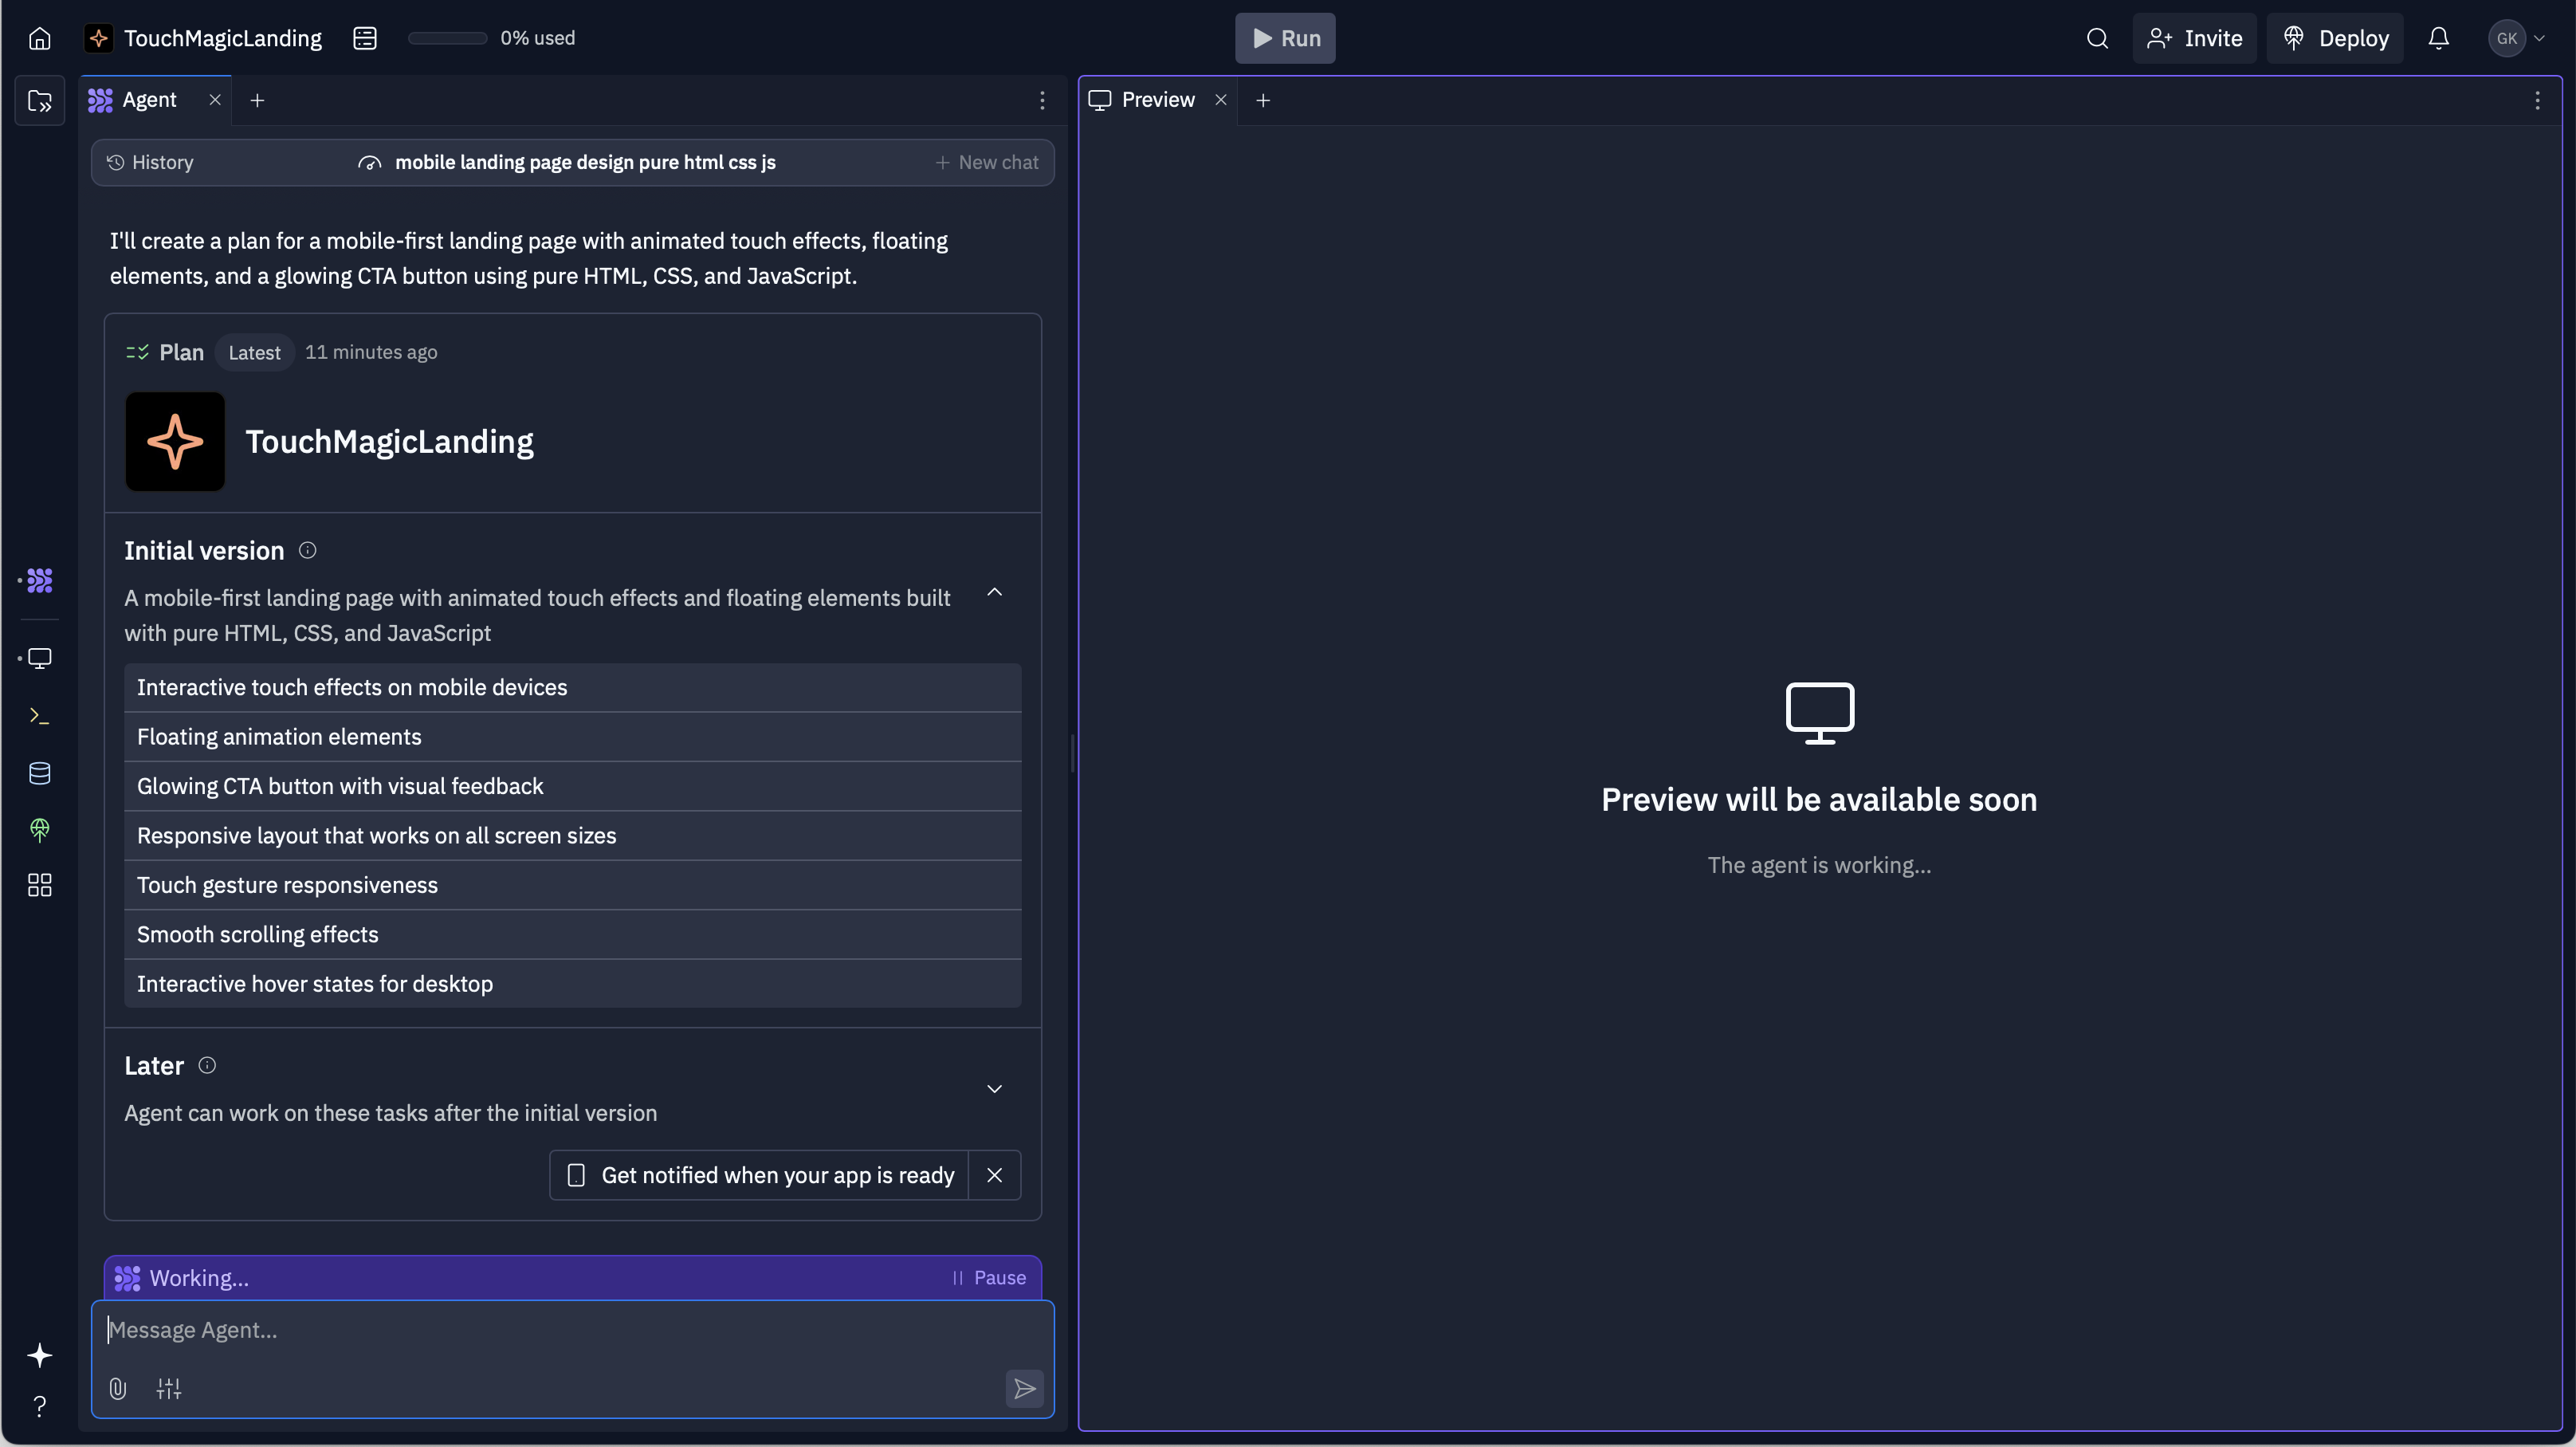 TouchMagicLanding
0% used
Run
Invite
Deploy
GK
Agent
Preview
History
mobile landing page design pure html css js
New chat
I'll create a plan for a mobile-first landing page with animated touch effects, floating
elements, and a glowing CTA button using pure HTML, CSS, and JavaScript.
Plan
Latest
11 minutes ago
TouchMagicLanding
Initial version
A mobile-first landing page with animated touch effects and floating elements built
with pure HTML, CSS, and JavaScript
Interactive touch effects on mobile devices
Floating animation elements
Glowing CTA button with visual feedback
Responsive layout that works on all screen sizes
Touch gesture responsiveness
Smooth scrolling effects
Interactive hover states for desktop
Later
Agent can work on these tasks after the initial version
Get notified when your app is ready
Working...
Pause
Message Agent...
Preview will be available soon
The agent is working...